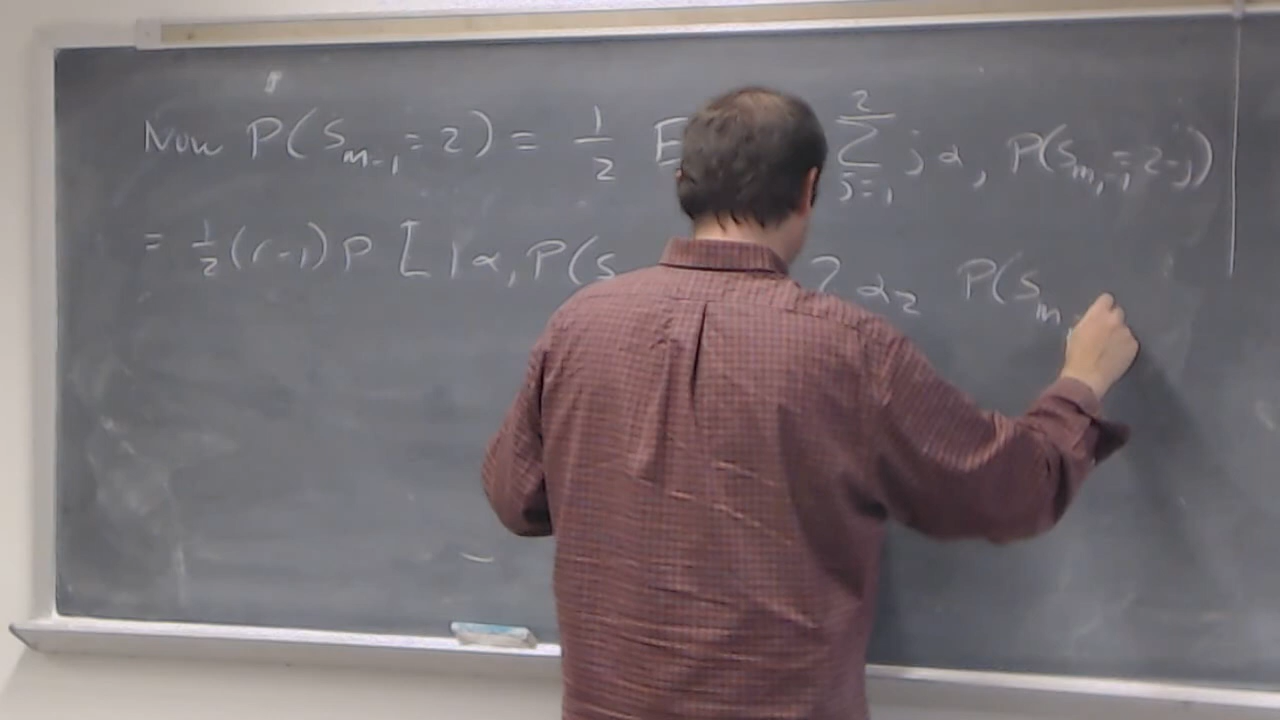 Now P(S_{m-1} = 2) = 1/2 E \sum_{j=1}^{2} j α_j P(S_{m-1} = 2-j)
= 1/2 (r-1) P [ 1 α_1 P(S 2 α_2 P(S_m